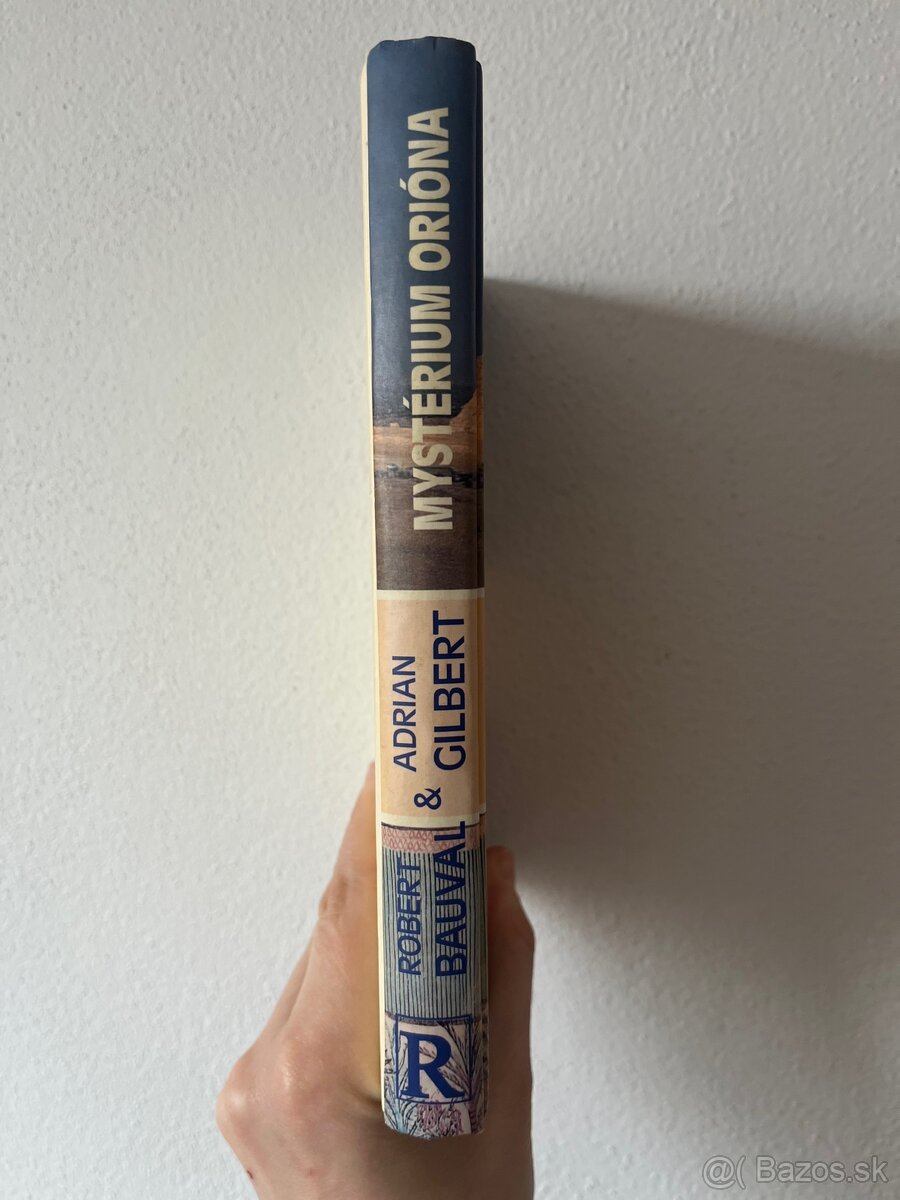 MYSTÉRIUM ORIÓNA
ROBERT
BAUVAL
&
ADRIAN
GILBERT
R
@( Bazos.sk